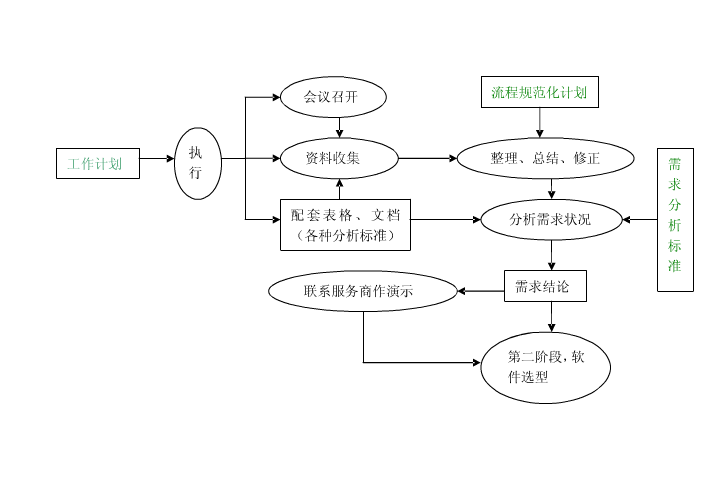 会议召开
流程规范化计划
工作计划
执
行
资料收集
整理、总结、修正
需
求
分
析
标
准
配套表格、文档
（各种分析标准）
分析需求状况
联系服务商作演示
需求结论
第二阶段，软
件选型